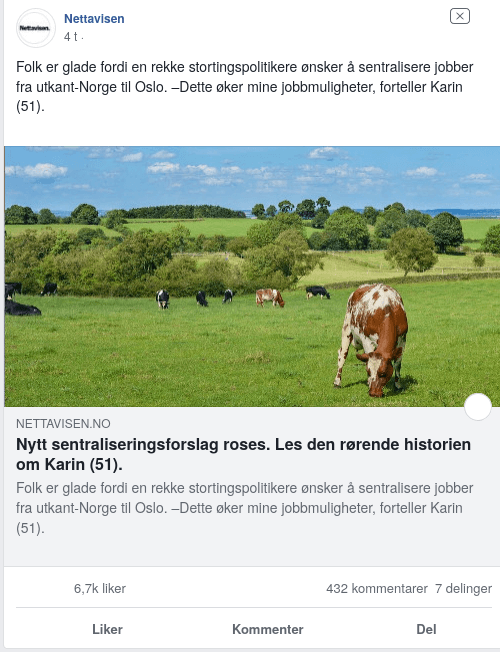 Nettavisen.
Nettavisen
4 t ·
Folk er glade fordi en rekke stortingspolitikere ønsker å sentralisere jobber
fra utkant-Norge til Oslo. –Dette øker mine jobbmuligheter, forteller Karin
(51).
NETTAVISEN.NO
Nytt sentraliseringsforslag roses. Les den rørende historien
om Karin (51).
Folk er glade fordi en rekke stortingspolitikere ønsker å sentralisere jobber
fra utkant-Norge til Oslo. –Dette øker mine jobbmuligheter, forteller Karin
(51).
6,7k liker 432 kommentarer 7 delinger
Liker Kommenter Del